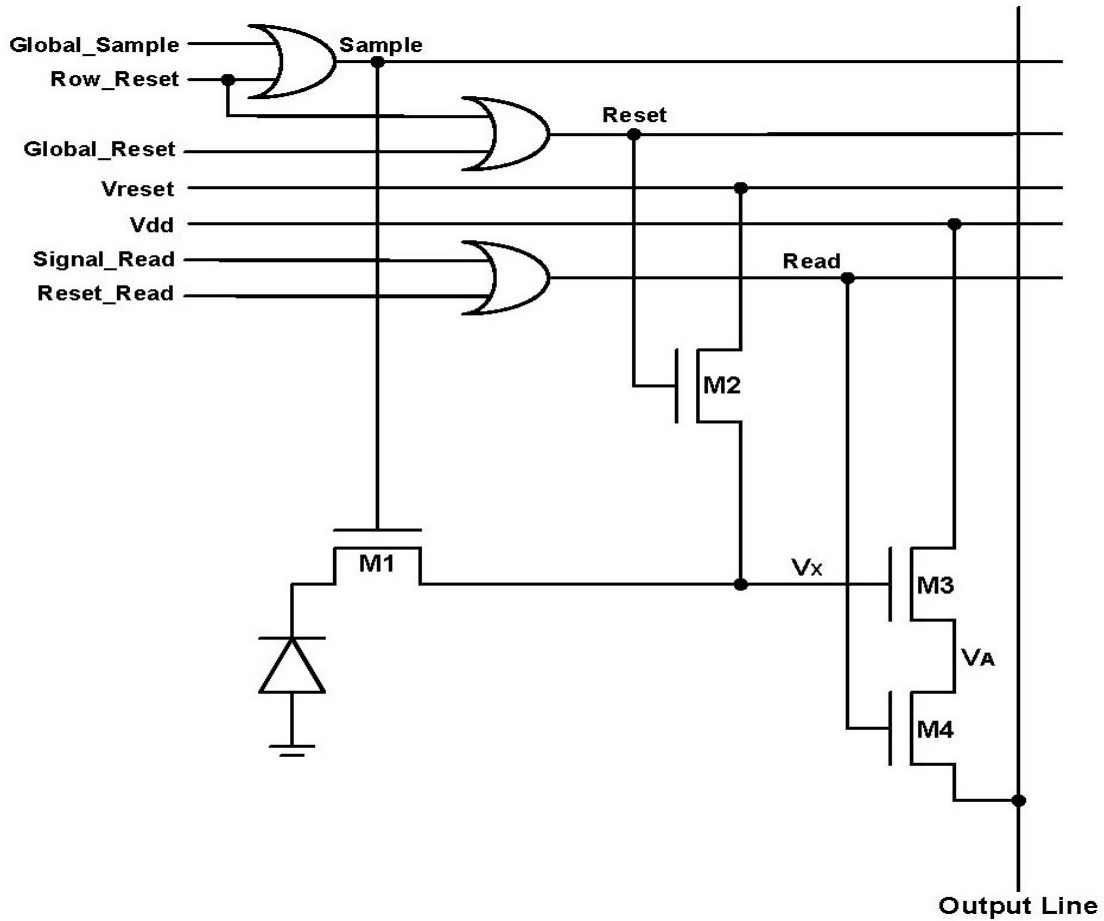 Global_Sample
Sample
Row_Reset
Reset
Global_Reset
Vreset
Vdd
Signal_Read
Read
Reset_Read
M2
M1
Vx
M3
VA
M4
Output Line